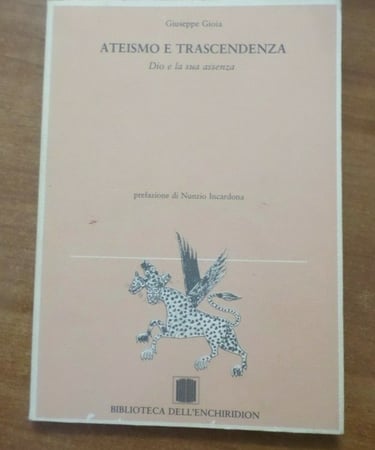 Giuseppe Gioia
ATEISMO E TRASCENDENZA
Dio e la sua assenza
prefazione di Nunzio Incardona
BIBLIOTECA DELL'ENCHIRIDION